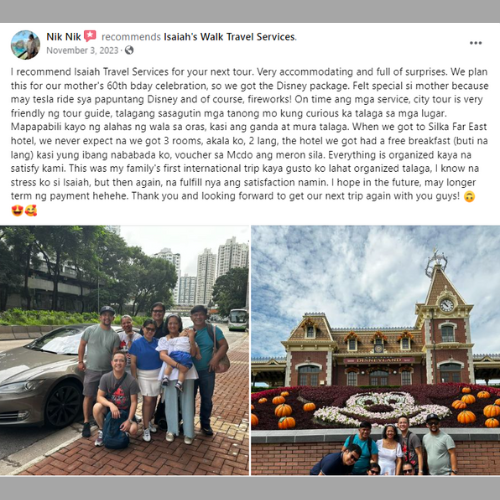 Nik Nik recommends Isaiah's Walk Travel Services.
November 3, 2023 ·
I recommend Isaiah Travel Services for your next tour. Very accommodating and full of surprises. We plan
this for our mother's 60th bday celebration, so we got the Disney package. Felt special si mother because
may tesla ride sya papuntang Disney and of course, fireworks! On time ang mga service, city tour is very
friendly ng tour guide, talagang sasagutin mga tanong mo kung curious ka talaga sa mga lugar.
Mapapabili kayo ng alahas ng wala sa oras, kasi ang ganda at mura talaga. When we got to Silka Far East
hotel, we never expect na we got 3 rooms, akala ko, 2 lang, the hotel we got had a free breakfast (buti na
lang) kasi yung ibang nababada ko, voucher sa Mcdo ang meron sila. Everything is organized kaya na
satisfy kami. This was my family's first international trip kaya gusto ko lahat organized talaga, I know na
stress ko si Isaiah, but then again, na fulfill nya ang satisfaction namin. I hope in the future, may longer
term ng payment hehehe. Thank you and looking forward to get our next trip again with you guys! 🙃
😍🥰